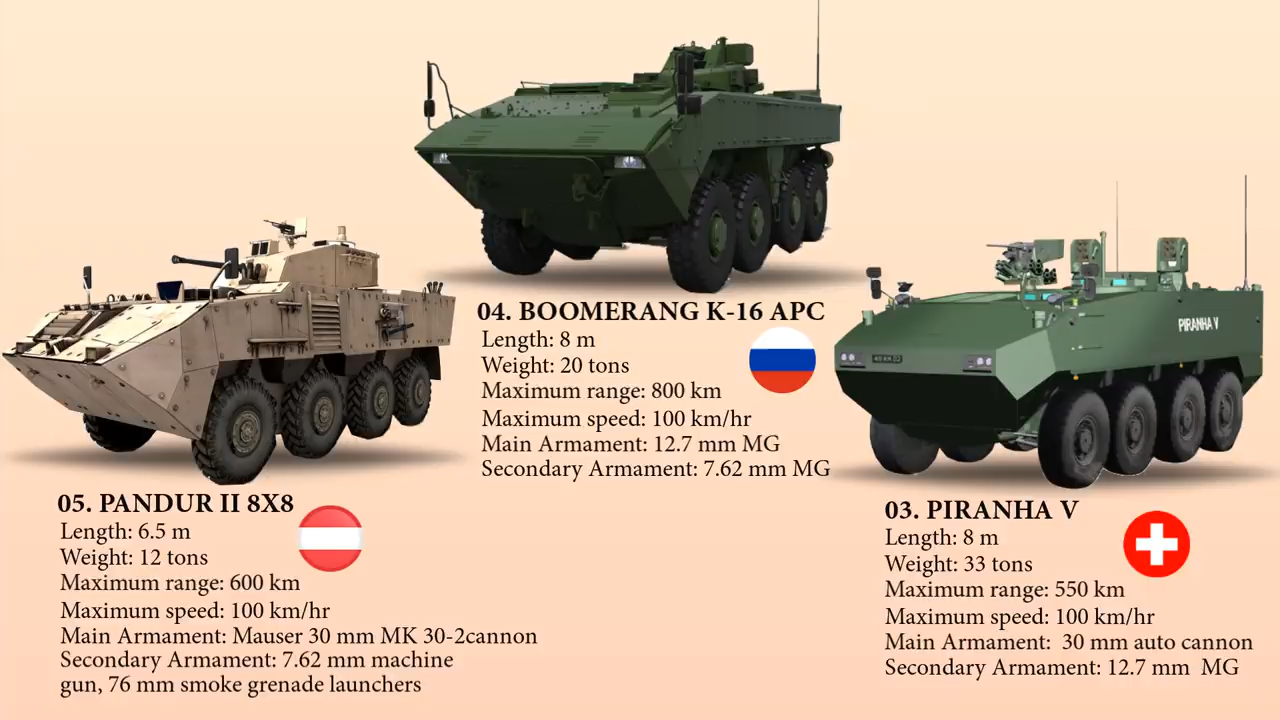 04. BOOMERANG K-16 APC
Length: 8 m
Weight: 20 tons
Maximum range: 800 km
Maximum speed: 100 km/hr
Main Armament: 12.7 mm MG
Secondary Armament: 7.62 mm MG
PIRANHA V
05. PANDUR II 8X8
Length: 6.5 m
Weight: 12 tons
Maximum range: 600 km
Maximum speed: 100 km/hr
Main Armament: Mauser 30 mm MK 30-2cannon
Secondary Armament: 7.62 mm machine
gun, 76 mm smoke grenade launchers
03. PIRANHA V
Length: 8 m
Weight: 33 tons
Maximum range: 550 km
Maximum speed: 100 km/hr
Main Armament:  30 mm auto cannon
Secondary Armament: 12.7 mm  MG